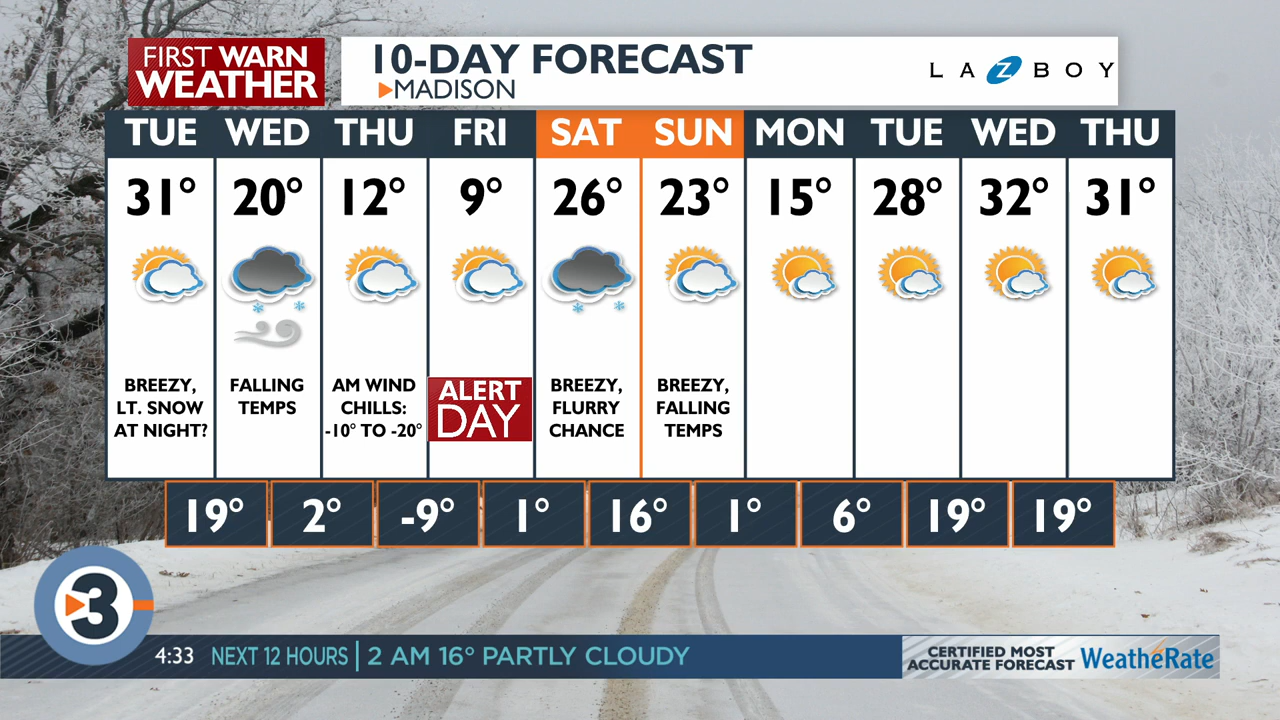 FIRST WARN
WEATHER
10-DAY FORECAST
MADISON
LAZBOY
TUE WED THU FRI SAT SUN MON TUE WED THU
31° 20° 12° 9° 26° 23° 15° 28° 32° 31°
BREEZY,
LT. SNOW
AT NIGHT?
FALLING
TEMPS
AM WIND
CHILLS:
-10° TO -20°
ALERT
DAY
BREEZY,
FLURRY
CHANCE
BREEZY,
FALLING
TEMPS
19° 2° -9° 1° 16° 1° 6° 19° 19°
3
4:33 NEXT 12 HOURS | 2 AM 16° PARTLY CLOUDY
CERTIFIED MOST
ACCURATE FORECAST
WeatheRate